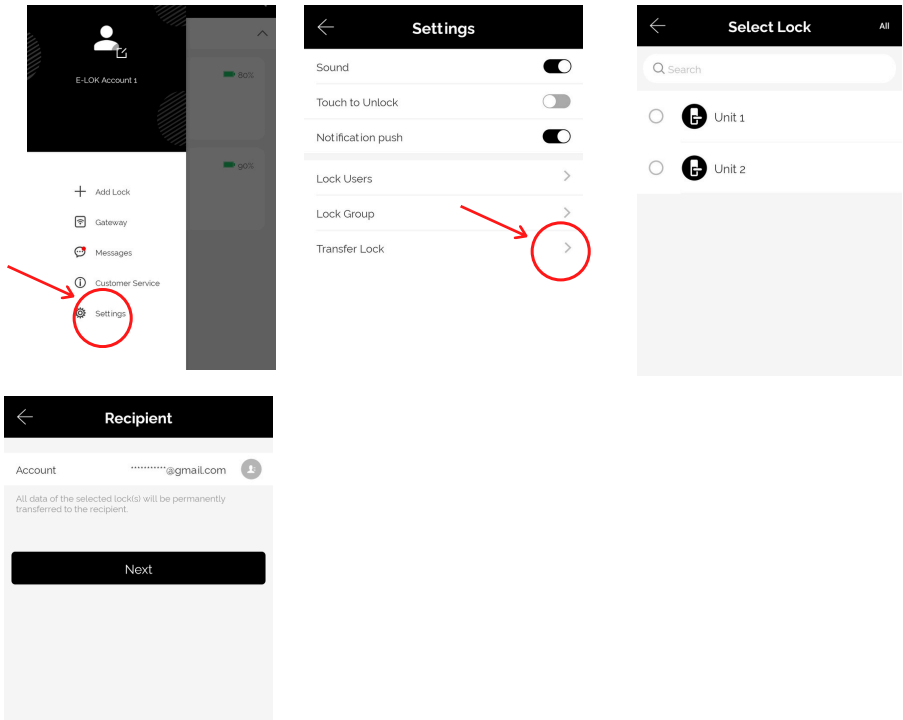 E-LOK Account 1
80%
90%
Add Lock
Gateway
Messages
Customer Service
Settings
Settings
Sound
Touch to Unlock
Notification push
Lock Users
Lock Group
Transfer Lock
Select Lock
All
Search
Unit 1
Unit 2
Recipient
Account
***********@gmail.com
All data of the selected lock(s) will be permanently
transferred to the recipient.
Next